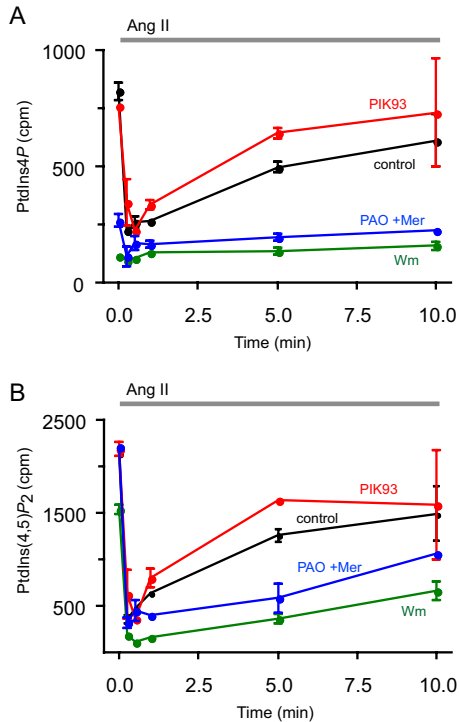 A
Ang II
1000
500
0
PtdIns4P (cpm)
PIK93
control
PAO +Mer
Wm
0.0 2.5 5.0 7.5 10.0
Time (min)
B
Ang II
2500
1500
500
PtdIns(4,5)P2 (cpm)
PIK93
control
PAO +Mer
Wm
0.0 2.5 5.0 7.5 10.0
Time (min)